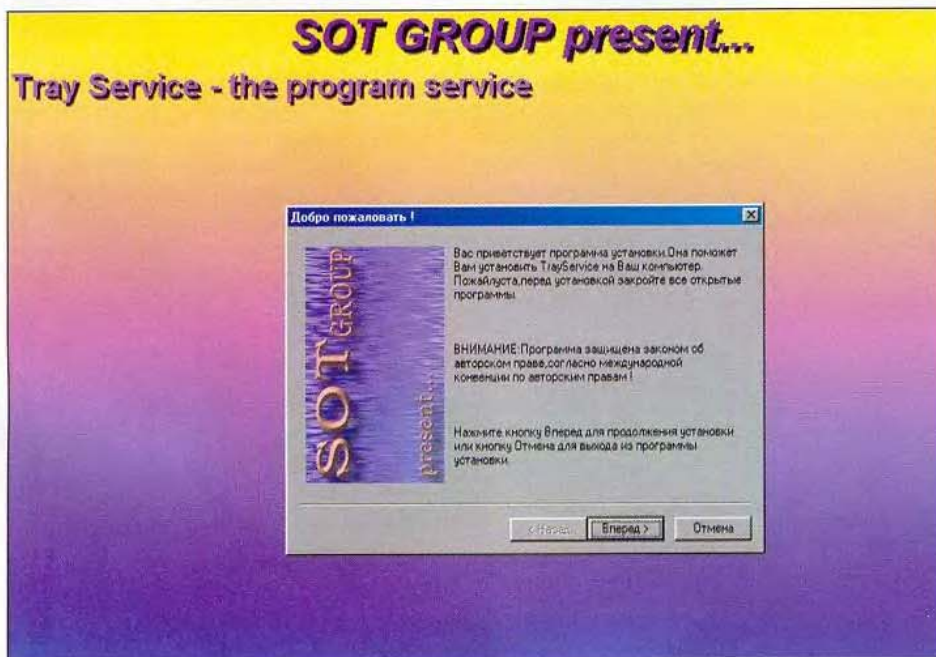 SOT GROUP present...
Tray Service - the program service
Добро пожаловать !
SOT GROUP
present...
Вас приветствует программа установки.Она поможет
Вам установить TrayService на Ваш компьютер.
Пожайлуста,перед установкой закройте все открытые
программы.
ВНИМАНИЕ:Программа защищена законом об
авторском праве,согласно международной
конвенции по авторским правам !
Нажмите кнопку Вперед для продолжения установки
или кнопку Отмена для выхода из программы
установки.
< Назад
Вперед >
Отмена